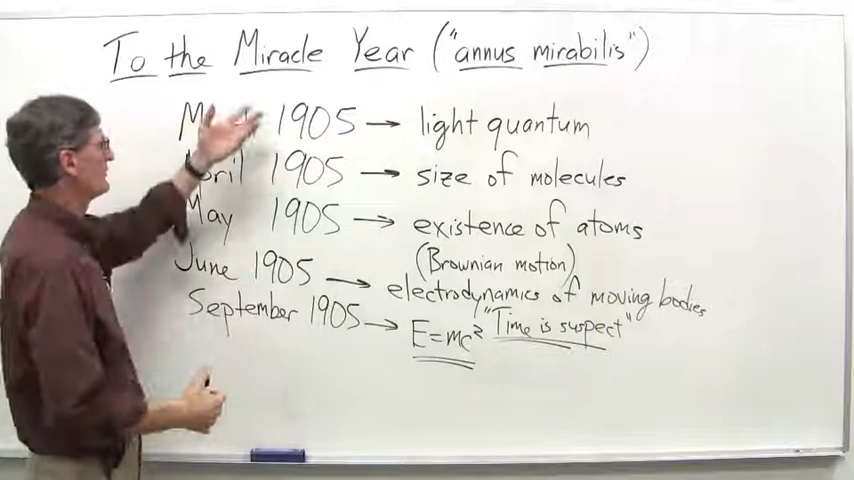 To the Miracle Year ("annus mirabilis")
1905 → light quantum
April 1905 → size of molecules
May 1905 → existence of atoms
(Brownian motion)
June 1905 → electrodynamics of moving bodies
"Time is suspect"
September 1905 → E=mc²